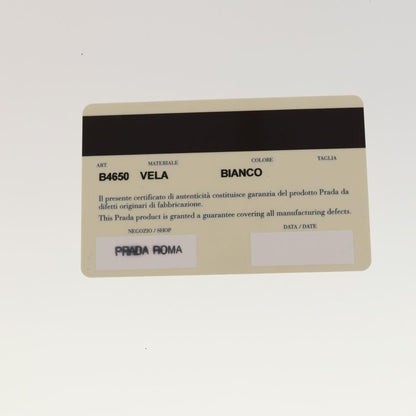 ART. MATERIALE COLORE TAGLIA
B4650 VELA BIANCO
Il presente certificato di autenticità costituisce garanzia del prodotto Prada da
difetti originari di fabbricazione.
This Prada product is granted a guarantee covering all manufacturing defects.
NEGOZIO / SHOP DATA / DATE
PRADA ROMA